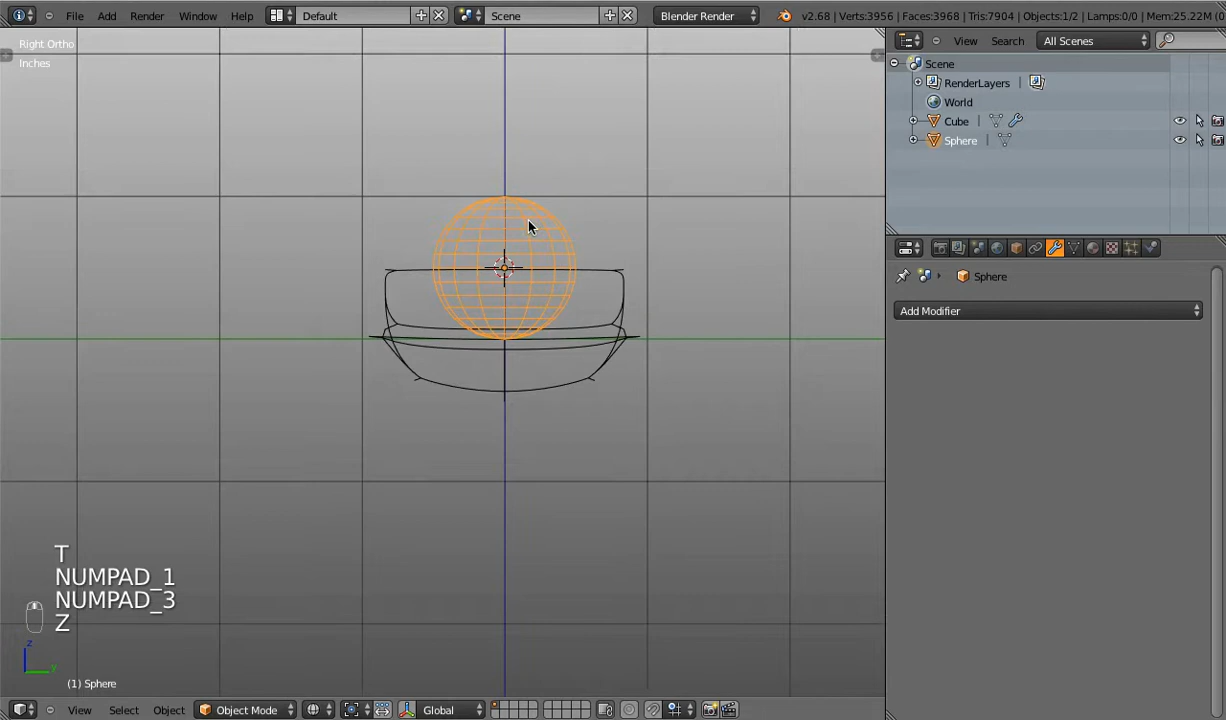 File Add Render Window Help Default Scene Blender Render v2.68 | Verts:3956 | Faces:3968 | Tris:7904 | Objects:1/2 | Lamps:0/0 | Mem:25.22M (0
Right Ortho
Inches
View Search All Scenes
Scene
RenderLayers |
World
Cube |
Sphere |
Sphere
Add Modifier
T
NUMPAD_1
NUMPAD_3
Z
z
y
(1) Sphere
View Select Object Object Mode Global